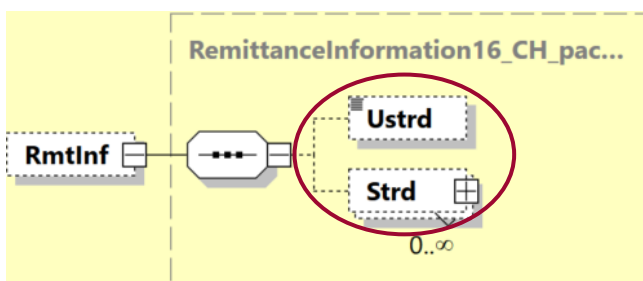 RemittanceInformation16_CH_pac...
Ustrd
RmtInf
Strd
0..∞